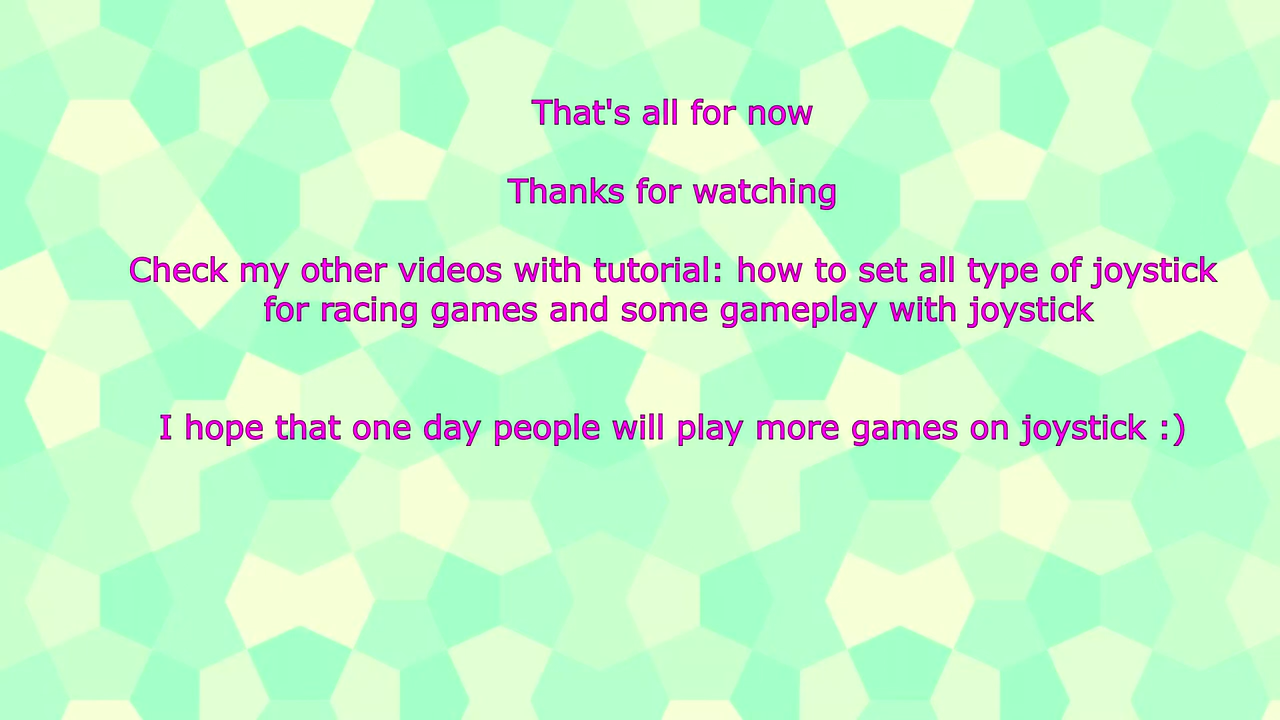 That's all for now
Thanks for watching
Check my other videos with tutorial: how to set all type of joystick
for racing games and some gameplay with joystick
I hope that one day people will play more games on joystick :)